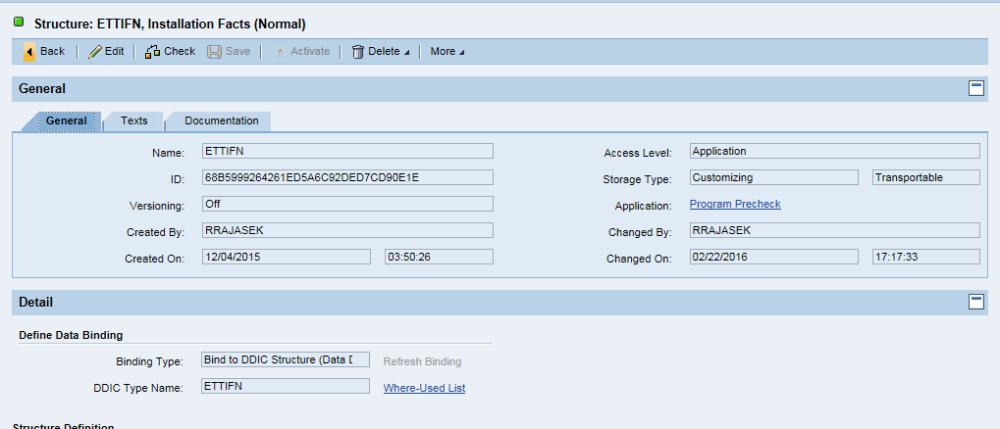 Structure: ETTIFN, Installation Facts (Normal)
Back Edit Check Save Activate Delete More
General
General Texts Documentation
Name: ETTIFN Access Level: Application
ID: 68B5999264261ED5A6C92DED7CD90E1E Storage Type: Customizing Transportable
Versioning: Off Application: Program Precheck
Created By: RRAJASEK Changed By: RRAJASEK
Created On: 12/04/2015 03:50:26 Changed On: 02/22/2016 17:17:33
Detail
Define Data Binding
Binding Type: Bind to DDIC Structure (Data D Refresh Binding
DDIC Type Name: ETTIFN Where-Used List
Structure Definition